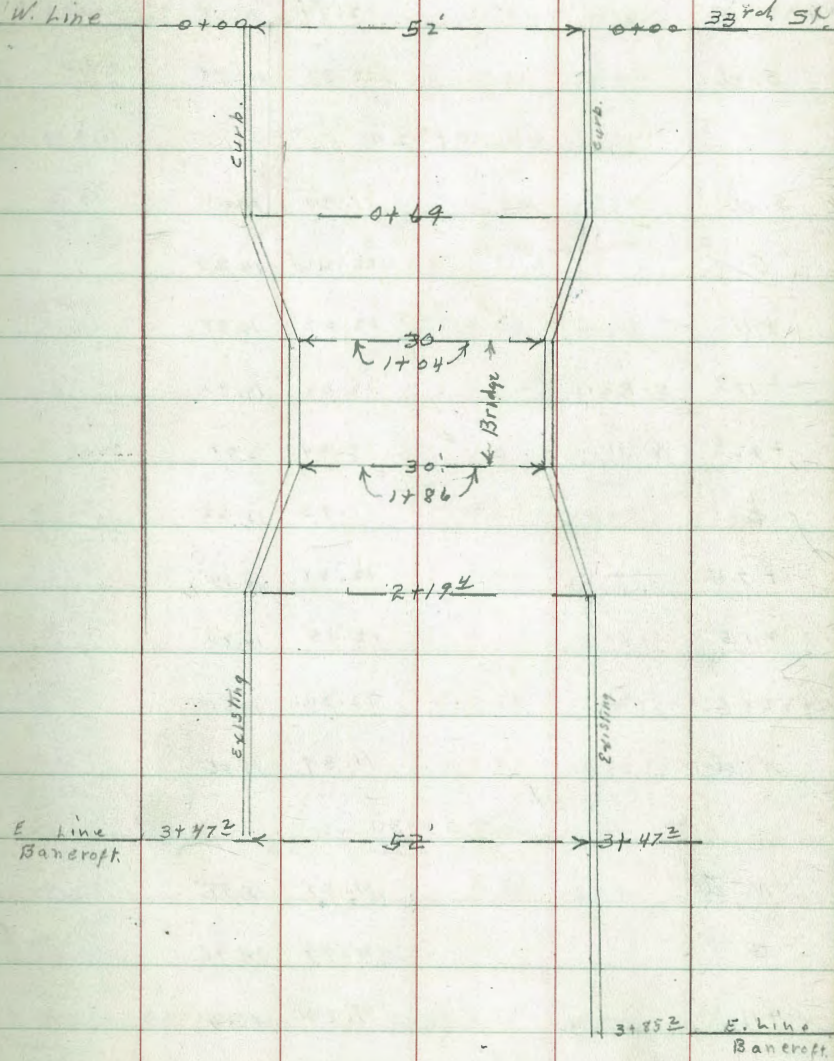 W. Line 0+00 52' 0+00 33rd St.
Curb. Curb.
0+69
30'
1+04
Bridge
30'
1+86
2+19 4
Existing Existing
E Line 3+47 2 52' 3+47 2
Bancroft.
3+85 2 E. Line
Bancroft